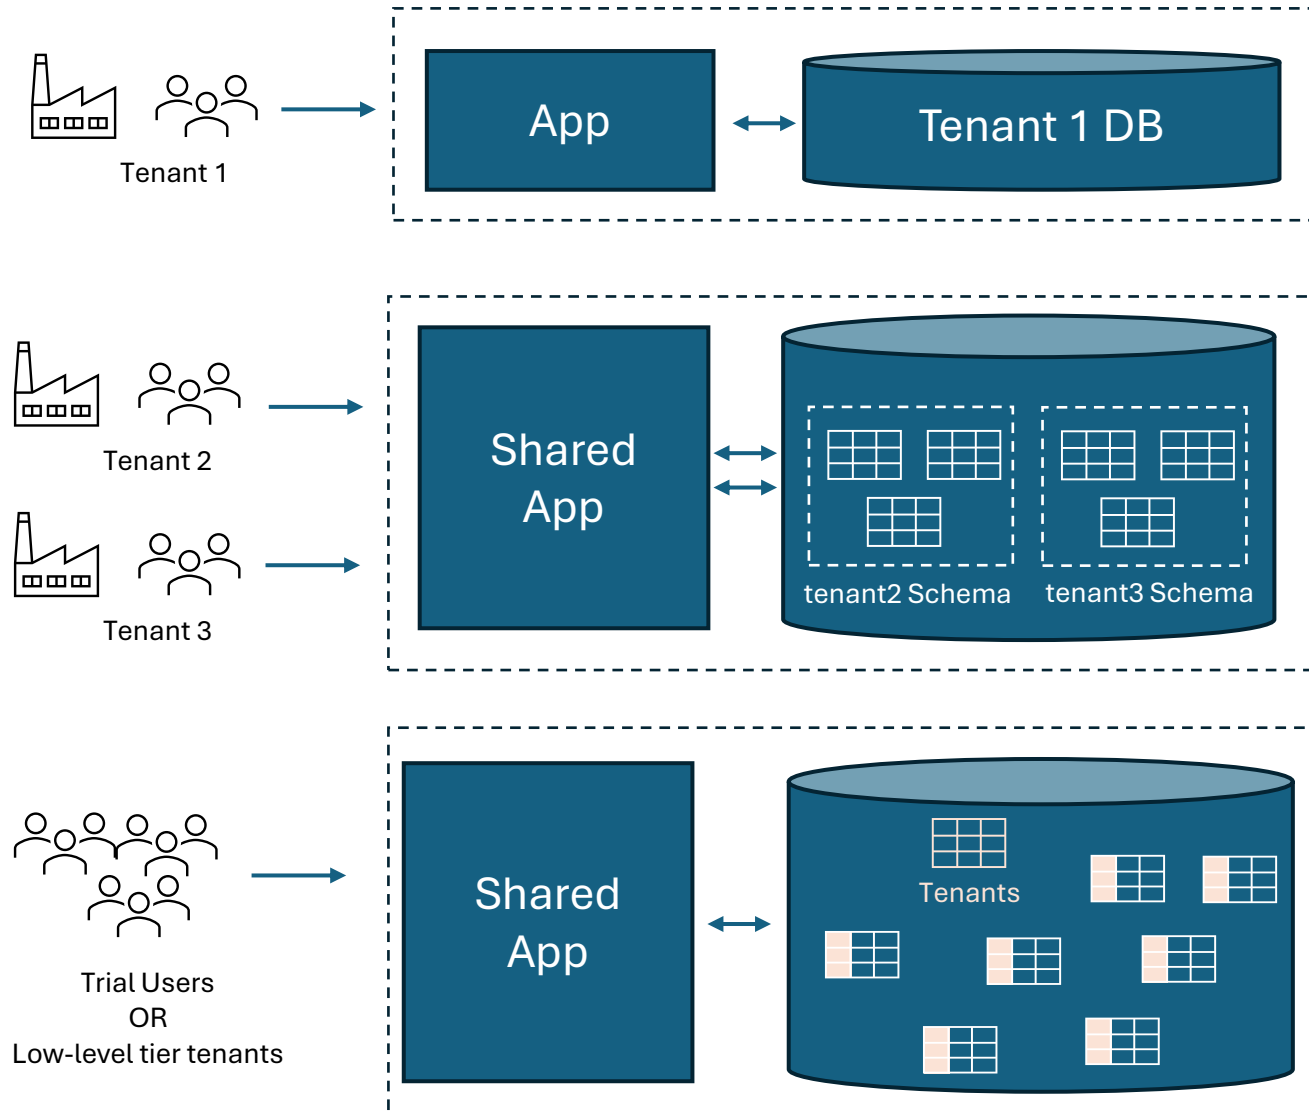 App
Tenant 1 DB
Tenant 1
Shared
App
Tenant 2
tenant2 Schema
tenant3 Schema
Tenant 3
Shared
App
Tenants
Trial Users
OR
Low-level tier tenants